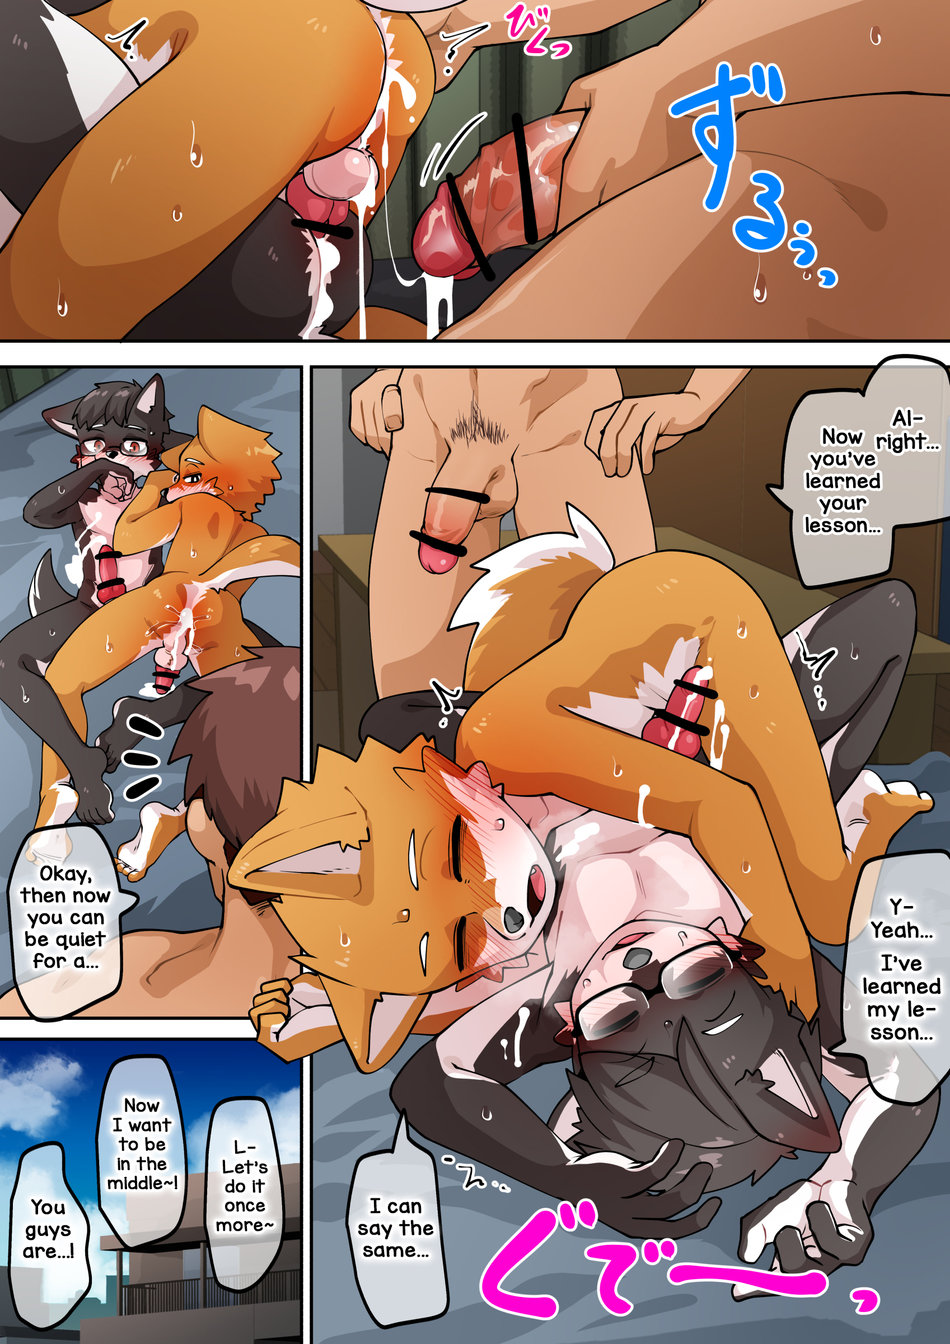 びくっ
ずるぅっ
Al-
right...
Now
you've
learned
your
lesson...
Y-
Yeah...
I've
learned
my le-
sson...
I can
say the
same...
ぐでーっ
Okay,
then now
you can
be quiet
for a...
L-
Let's
do it
once
more~
Now
I want
to be
in the
middle~!
You
guys
are...!